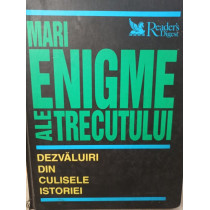 Reader's
Digest
MARI
ENIGME
ALE TRECUTULUI
DEZVĂLUIRI
DIN
CULISELE
ISTORIEI